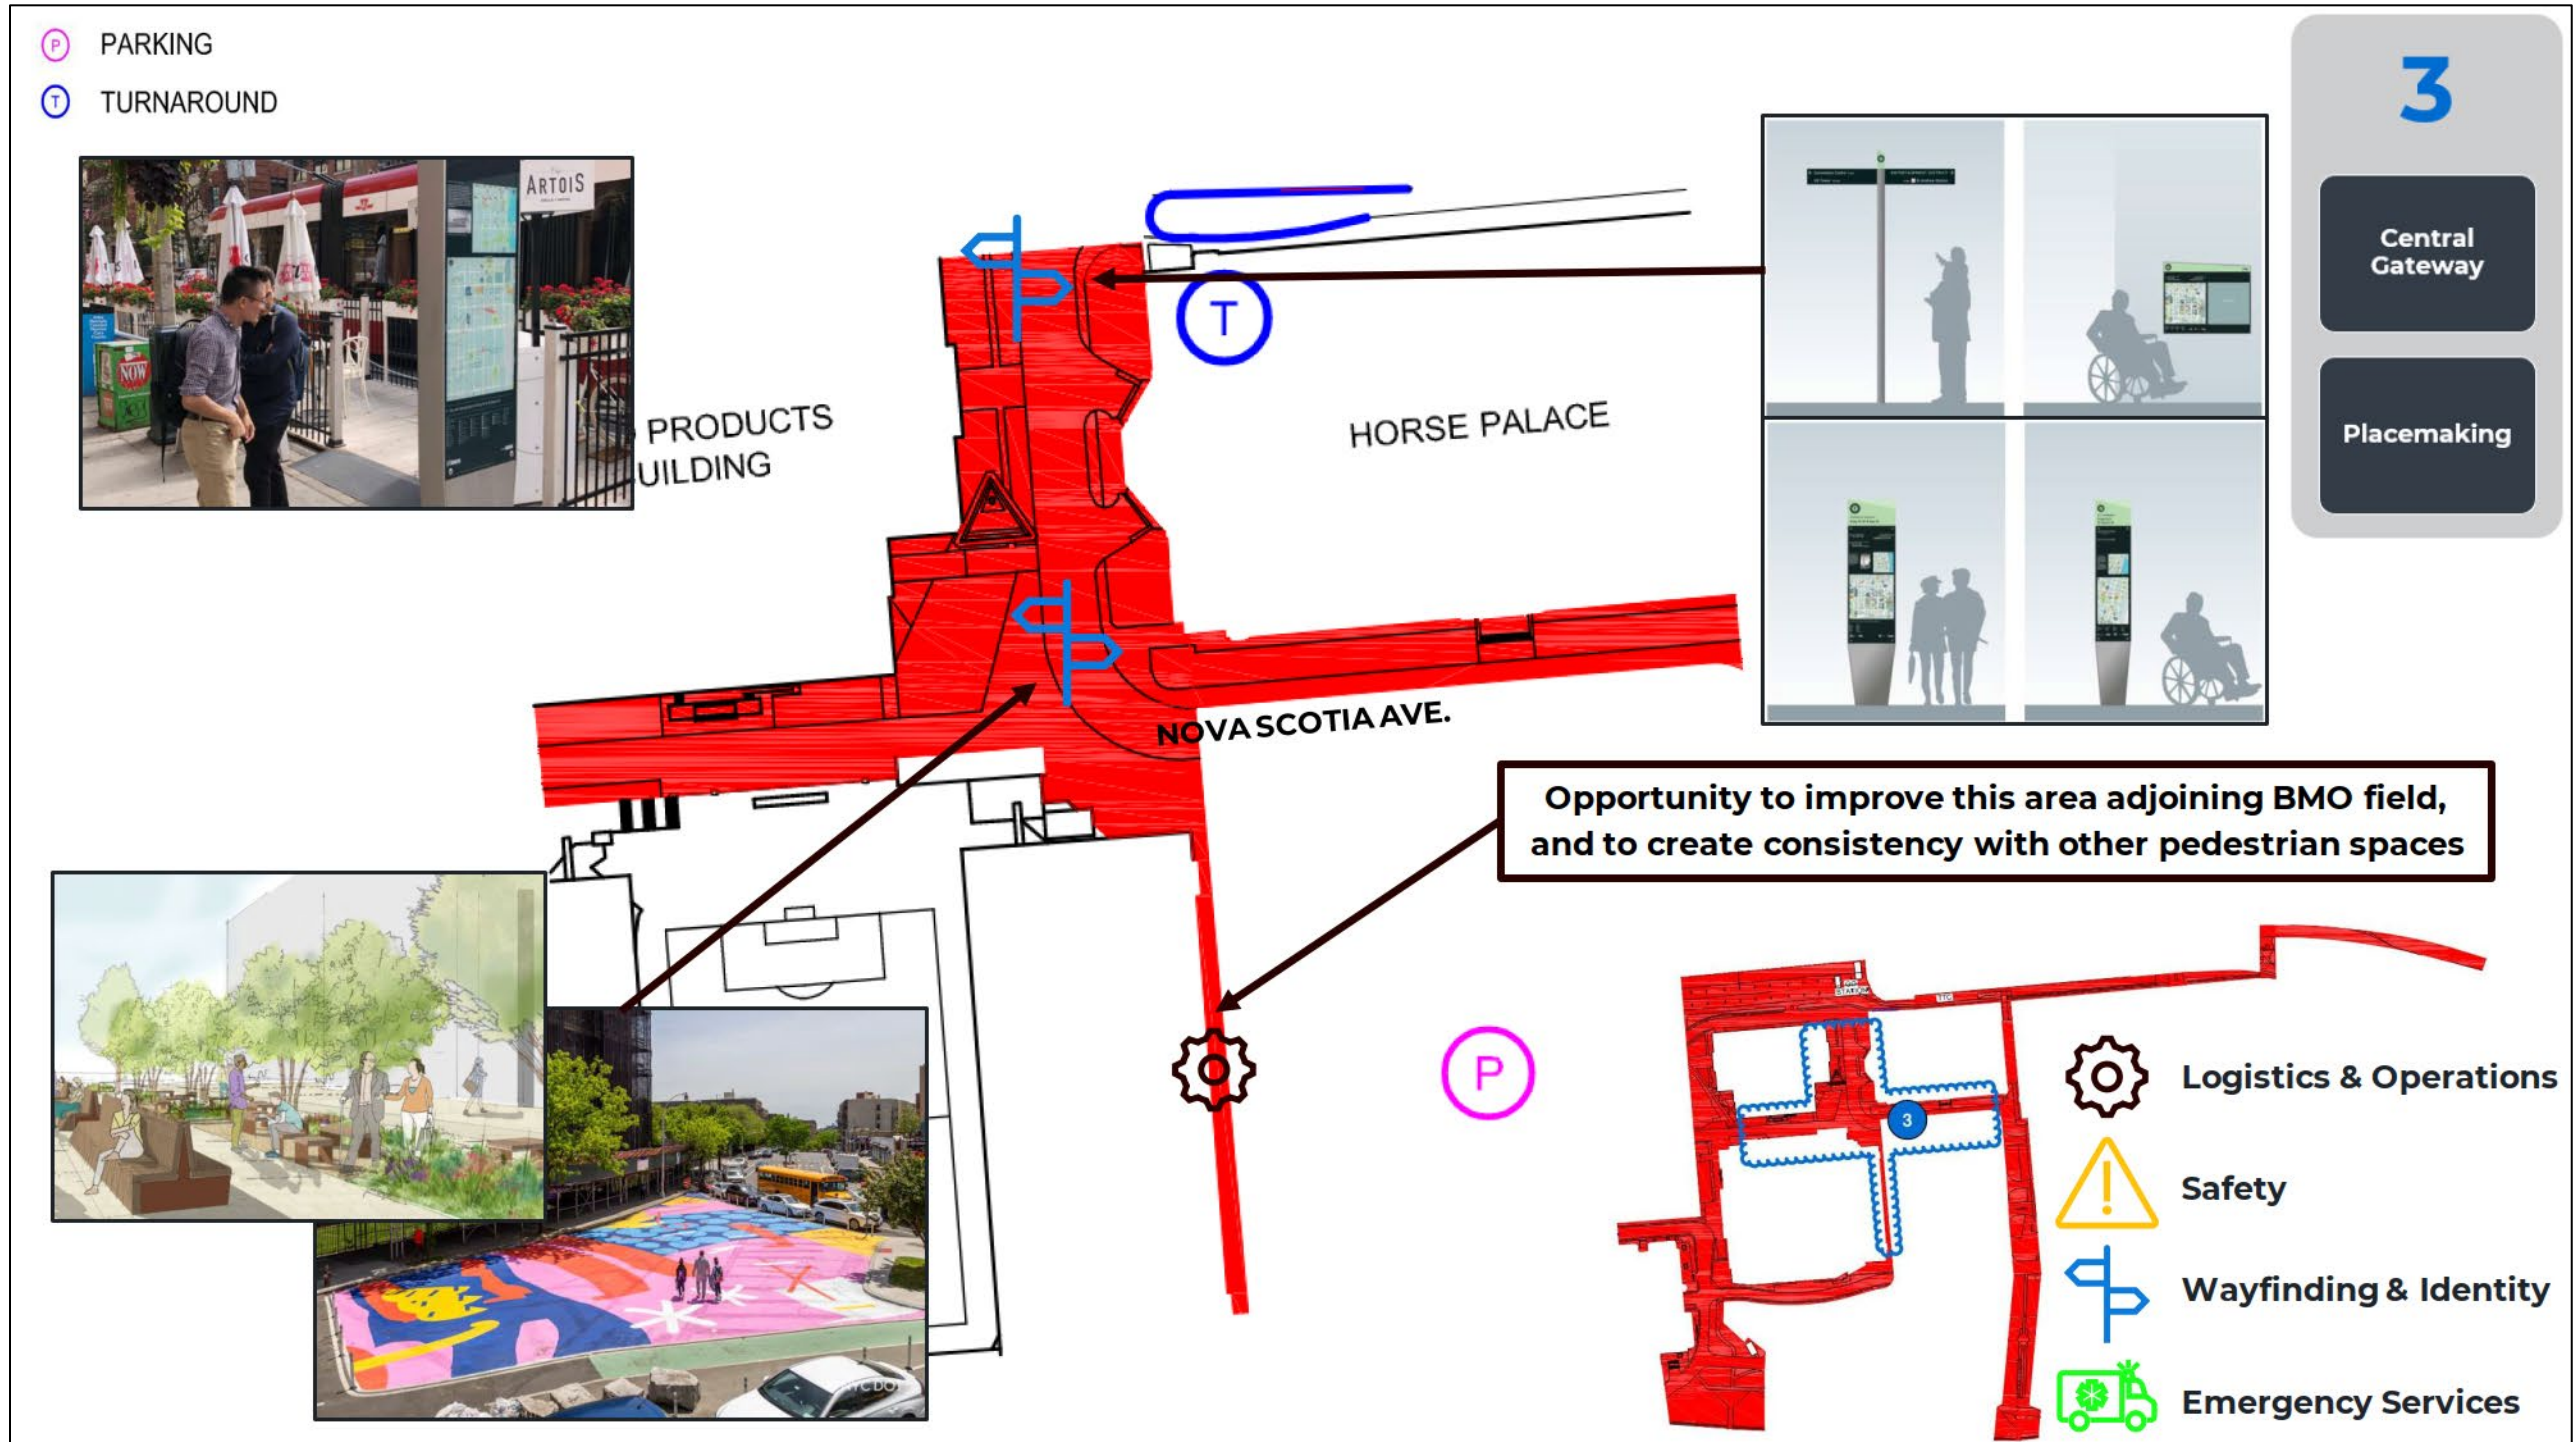 P PARKING
T TURNAROUND
3
Central
Gateway
Placemaking
ARTOIS
NOW
PRODUCTS
UILDING
T
HORSE PALACE
NOVA SCOTIA AVE.
Opportunity to improve this area adjoining BMO field,
and to create consistency with other pedestrian spaces
P
STATION
TTC
3
Logistics & Operations
Safety
Wayfinding & Identity
Emergency Services